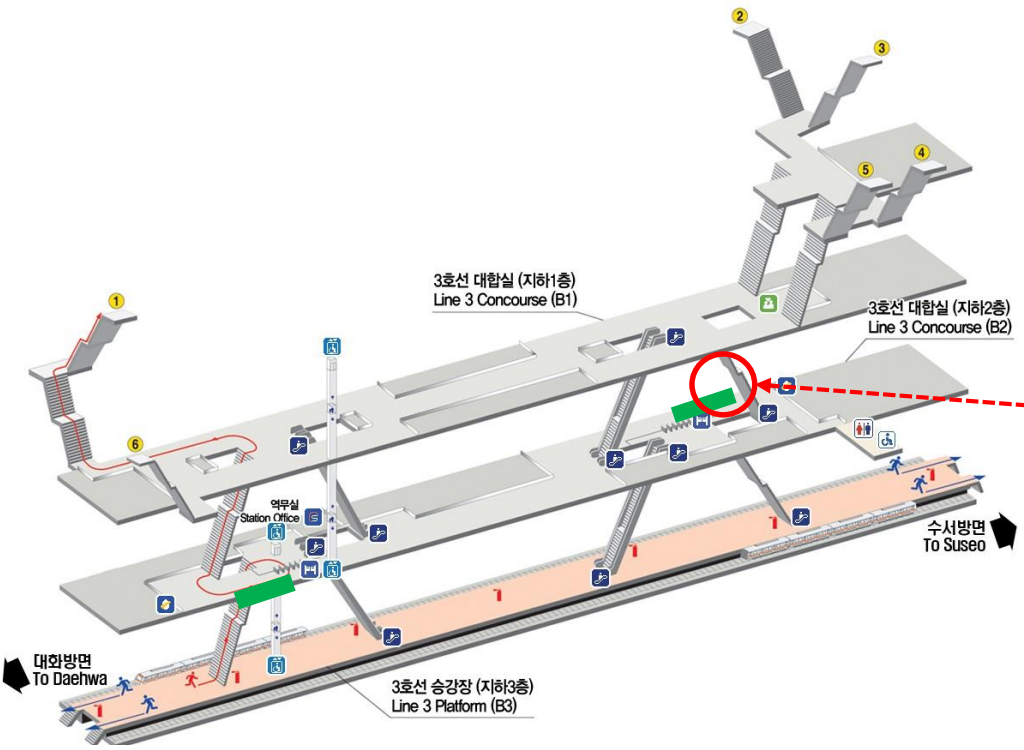 2
3
4
5
3호선 대합실 (지하1층)
Line 3 Concourse (B1)
1
3호선 대합실 (지하2층)
Line 3 Concourse (B2)
6
역무실
Station Office
수서방면
To Suseo
대화방면
To Daehwa
3호선 승강장 (지하3층)
Line 3 Platform (B3)